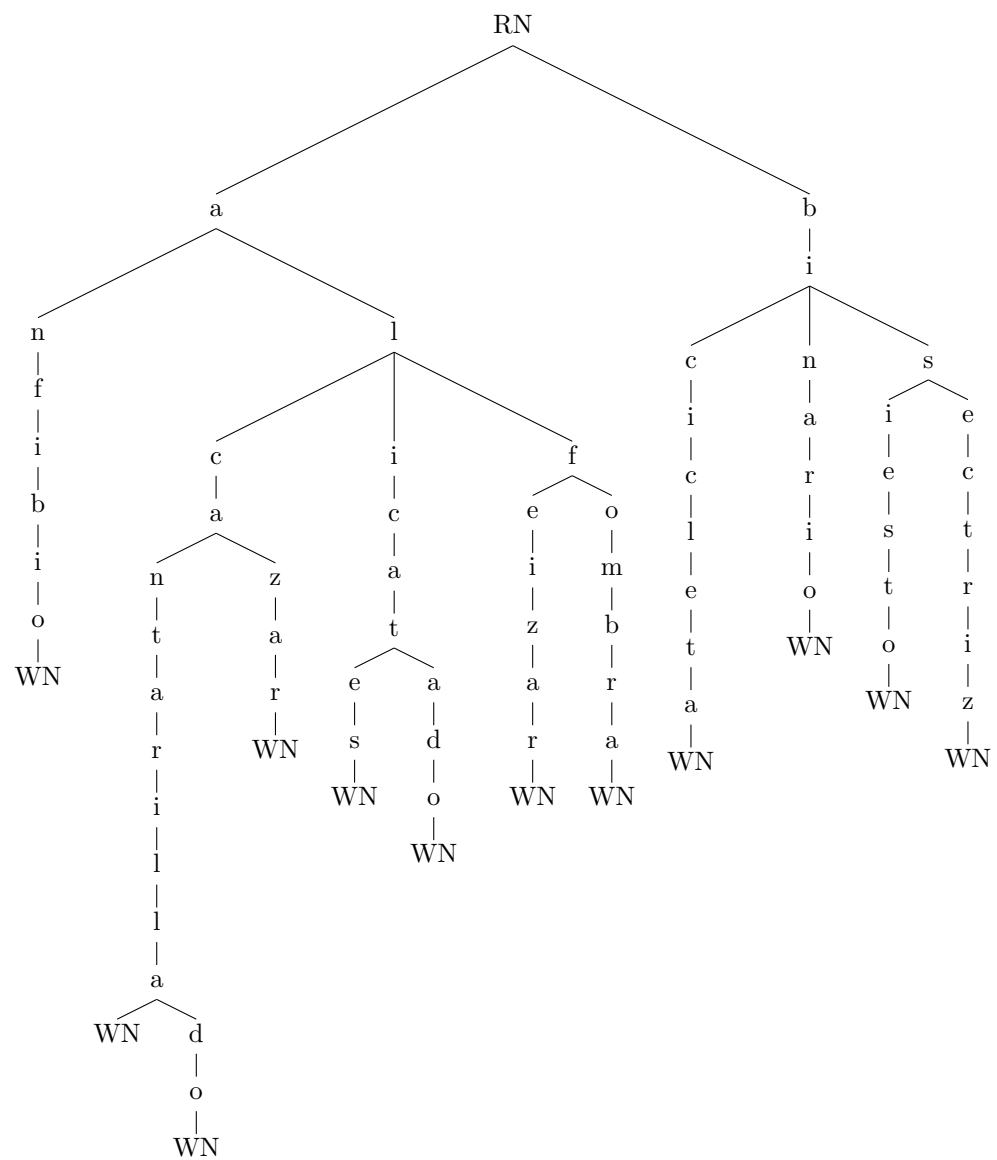 RN
a b
i
n l
c n s
f
i a i e
i
c i f
c r e c
b
a c e o
l i s t
i
n z a i m
e o t r
o
t a t z b
t WN o i
WN
a r e a a r
a WN z
r WN s d r a
WN WN
i WN o WN WN
l WN
l
a
WN d
o
WN